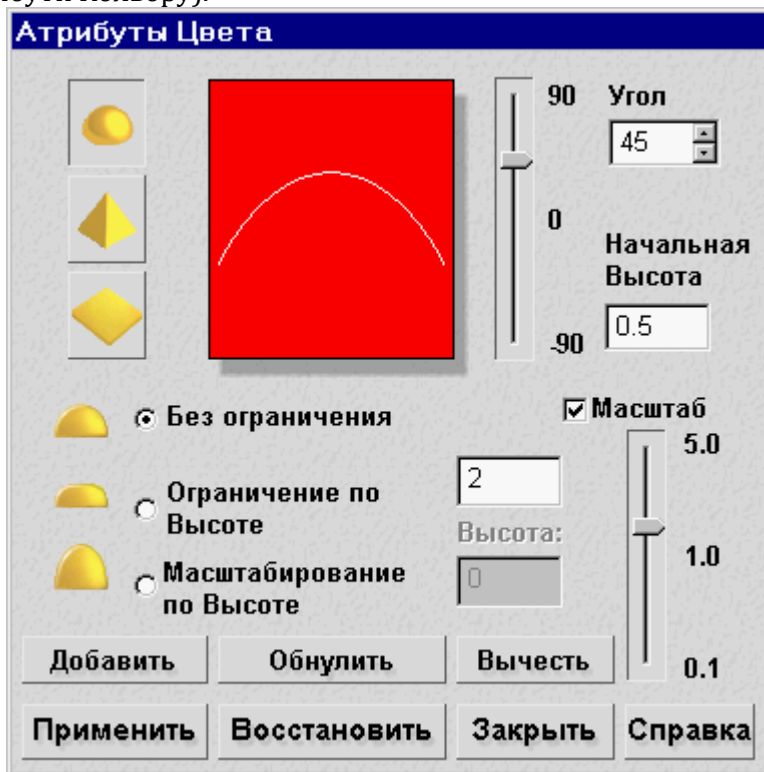 Атрибуты Цвета
90
Угол
45
0
Начальная
Высота
0.5
-90
Без ограничения
Масштаб
5.0
Ограничение по
Высоте
2
Высота:
1.0
Масштабирование
по Высоте
0
Добавить
Обнулить
Вычесть
0.1
Применить
Восстановить
Закрыть
Справка